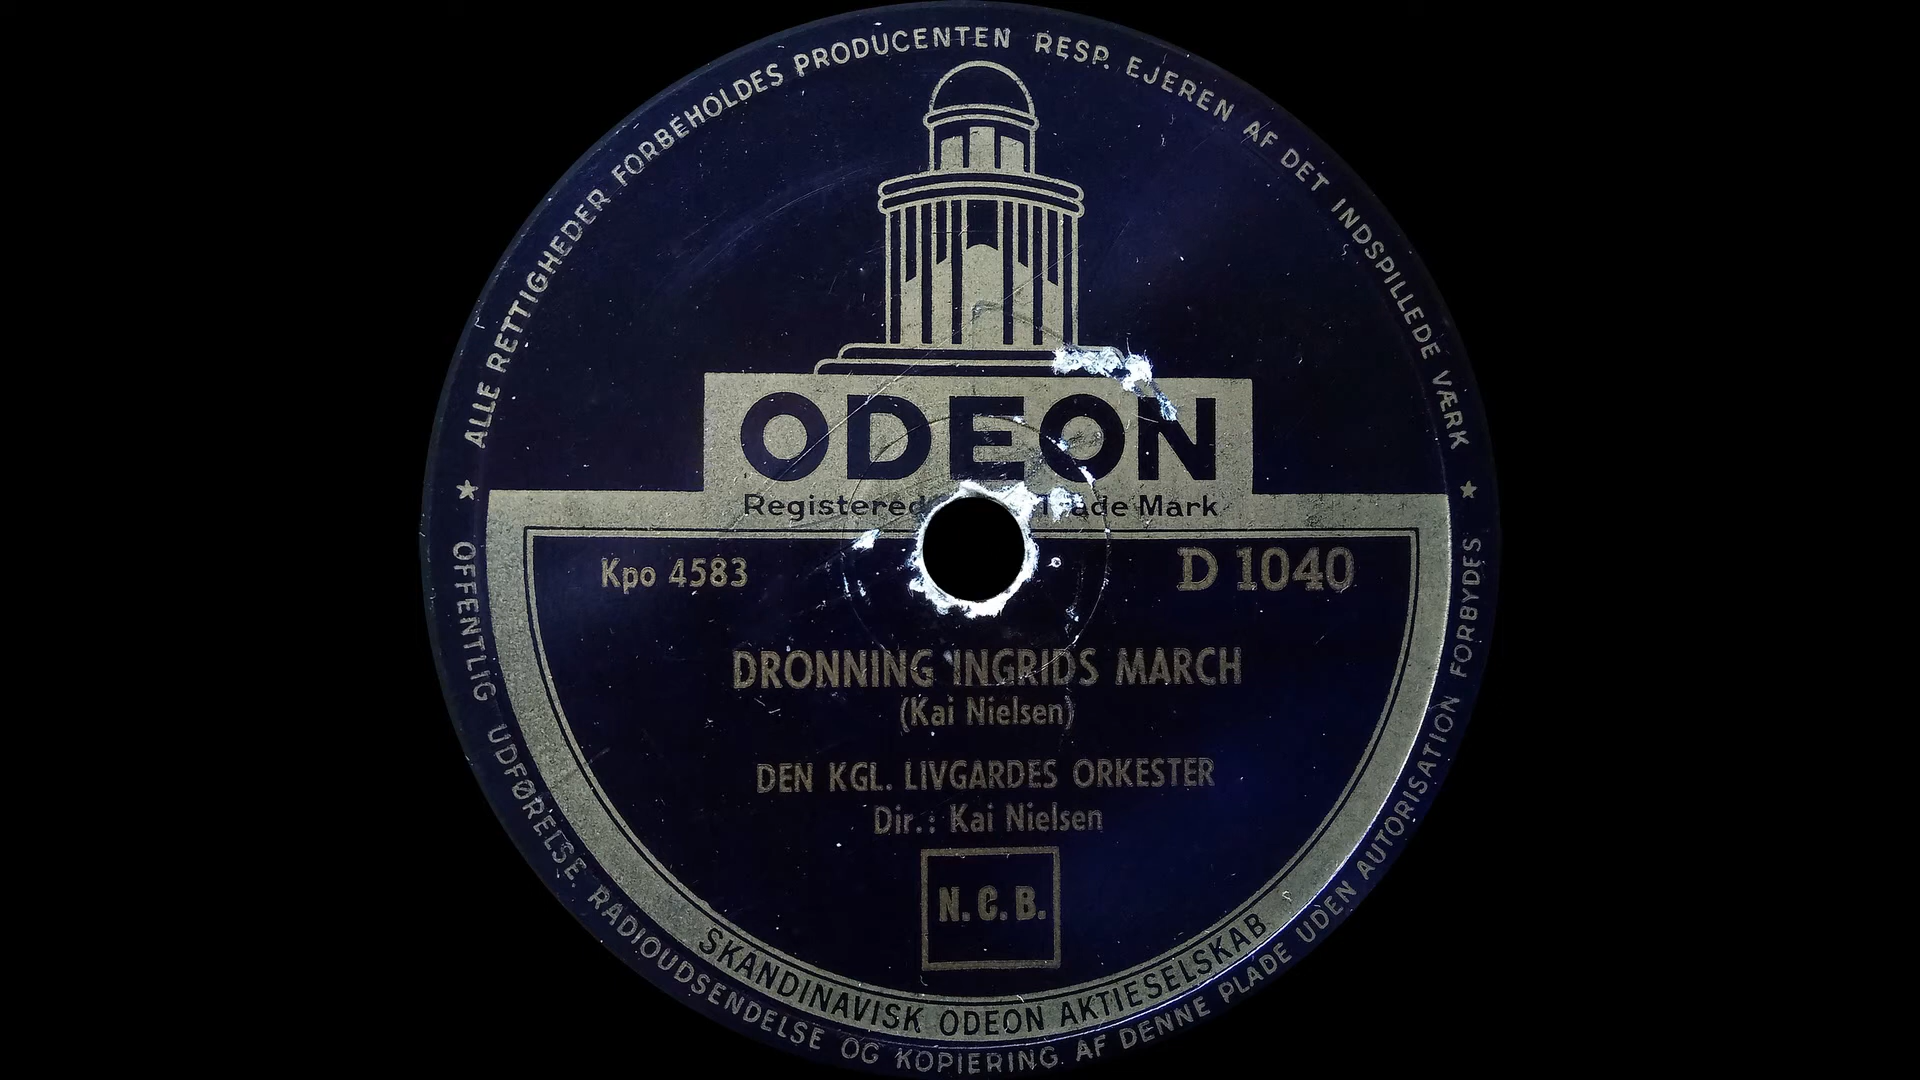 ALLE RETTIGHEDER FORBEHOLDES PRODUCENTEN RESP. EJEREN AF DET INDSPILLEDE VÆRK
ODEON
Registered Trade Mark
Kpo 4583
D 1040
DRONNING INGRIDS MARCH
(Kai Nielsen)
DEN KGL. LIVGARDES ORKESTER
Dir.: Kai Nielsen
N.C.B.
SKANDINAVISK ODEON AKTIESELSKAB
OFFENTLIG UDFØRELSE. RADIOUDSENDELSE OG KOPIERING. AF DENNE PLADE UDEN AUTORISATION FORBYDES